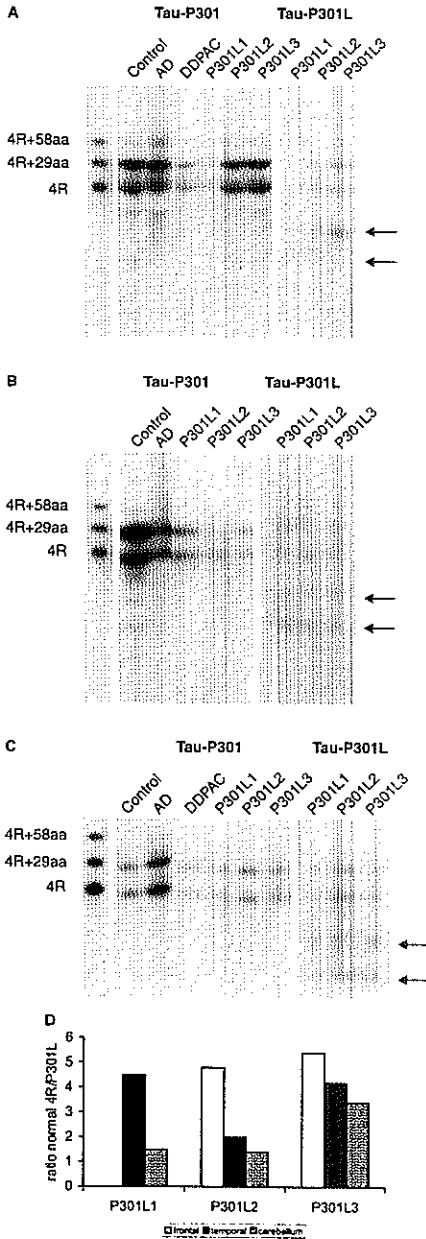 A
Tau-P301 Tau-P301L
Control AD DDPAC P301L1 P301L2 P301L3 P301L1 P301L2 P301L3
4R+58aa
4R+29aa
4R
B
Tau-P301 Tau-P301L
Control AD P301L1 P301L2 P301L3 P301L1 P301L2 P301L3
4R+58aa
4R+29aa
4R
C
Tau-P301 Tau-P301L
Control AD DDPAC P301L1 P301L2 P301L3 P301L1 P301L2 P301L3
4R+58aa
4R+29aa
4R
D
ratio normal 4R/P301L
6
5
4
3
2
1
0
P301L1 P301L2 P301L3
frontal temporal cerebellum